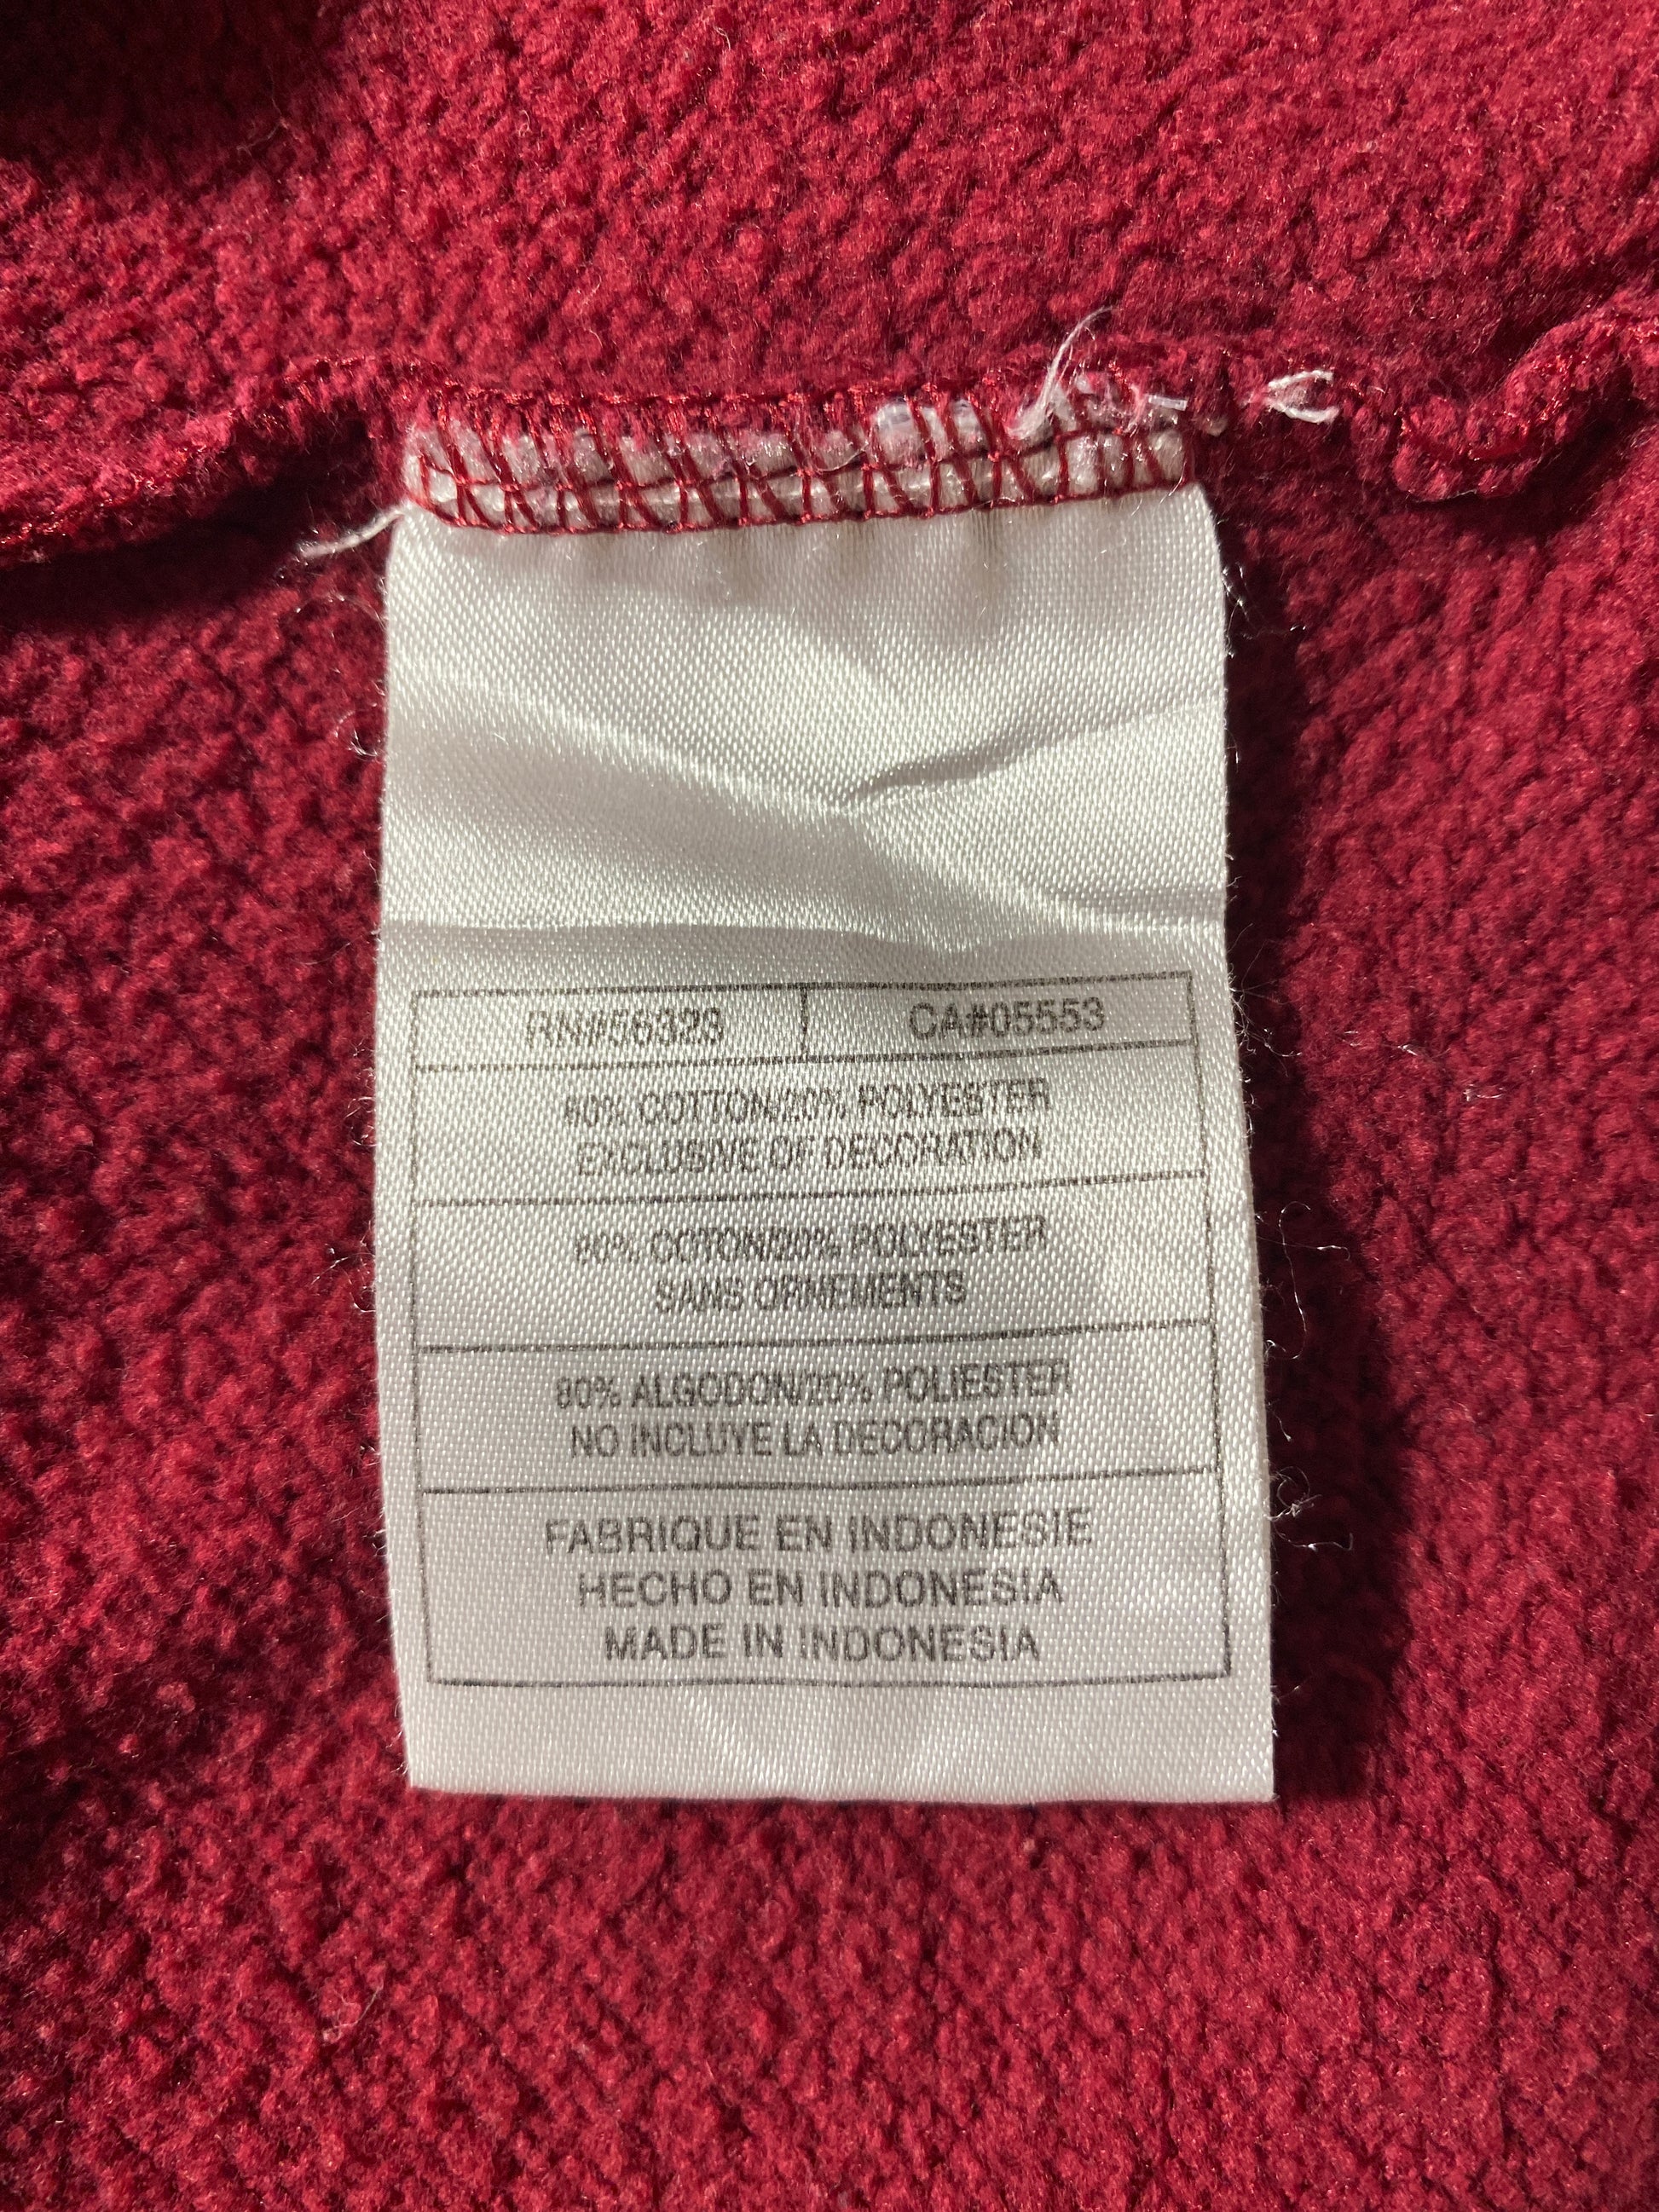 RN#56323 CA#05553
80% COTTON/20% POLYESTER
EXCLUSIVE OF DECORATION
80% COTON/20% POLYESTER
SANS ORNEMENTS
80% ALGODON/20% POLIESTER
NO INCLUYE LA DECORACION
FABRIQUE EN INDONESIE
HECHO EN INDONESIA
MADE IN INDONESIA